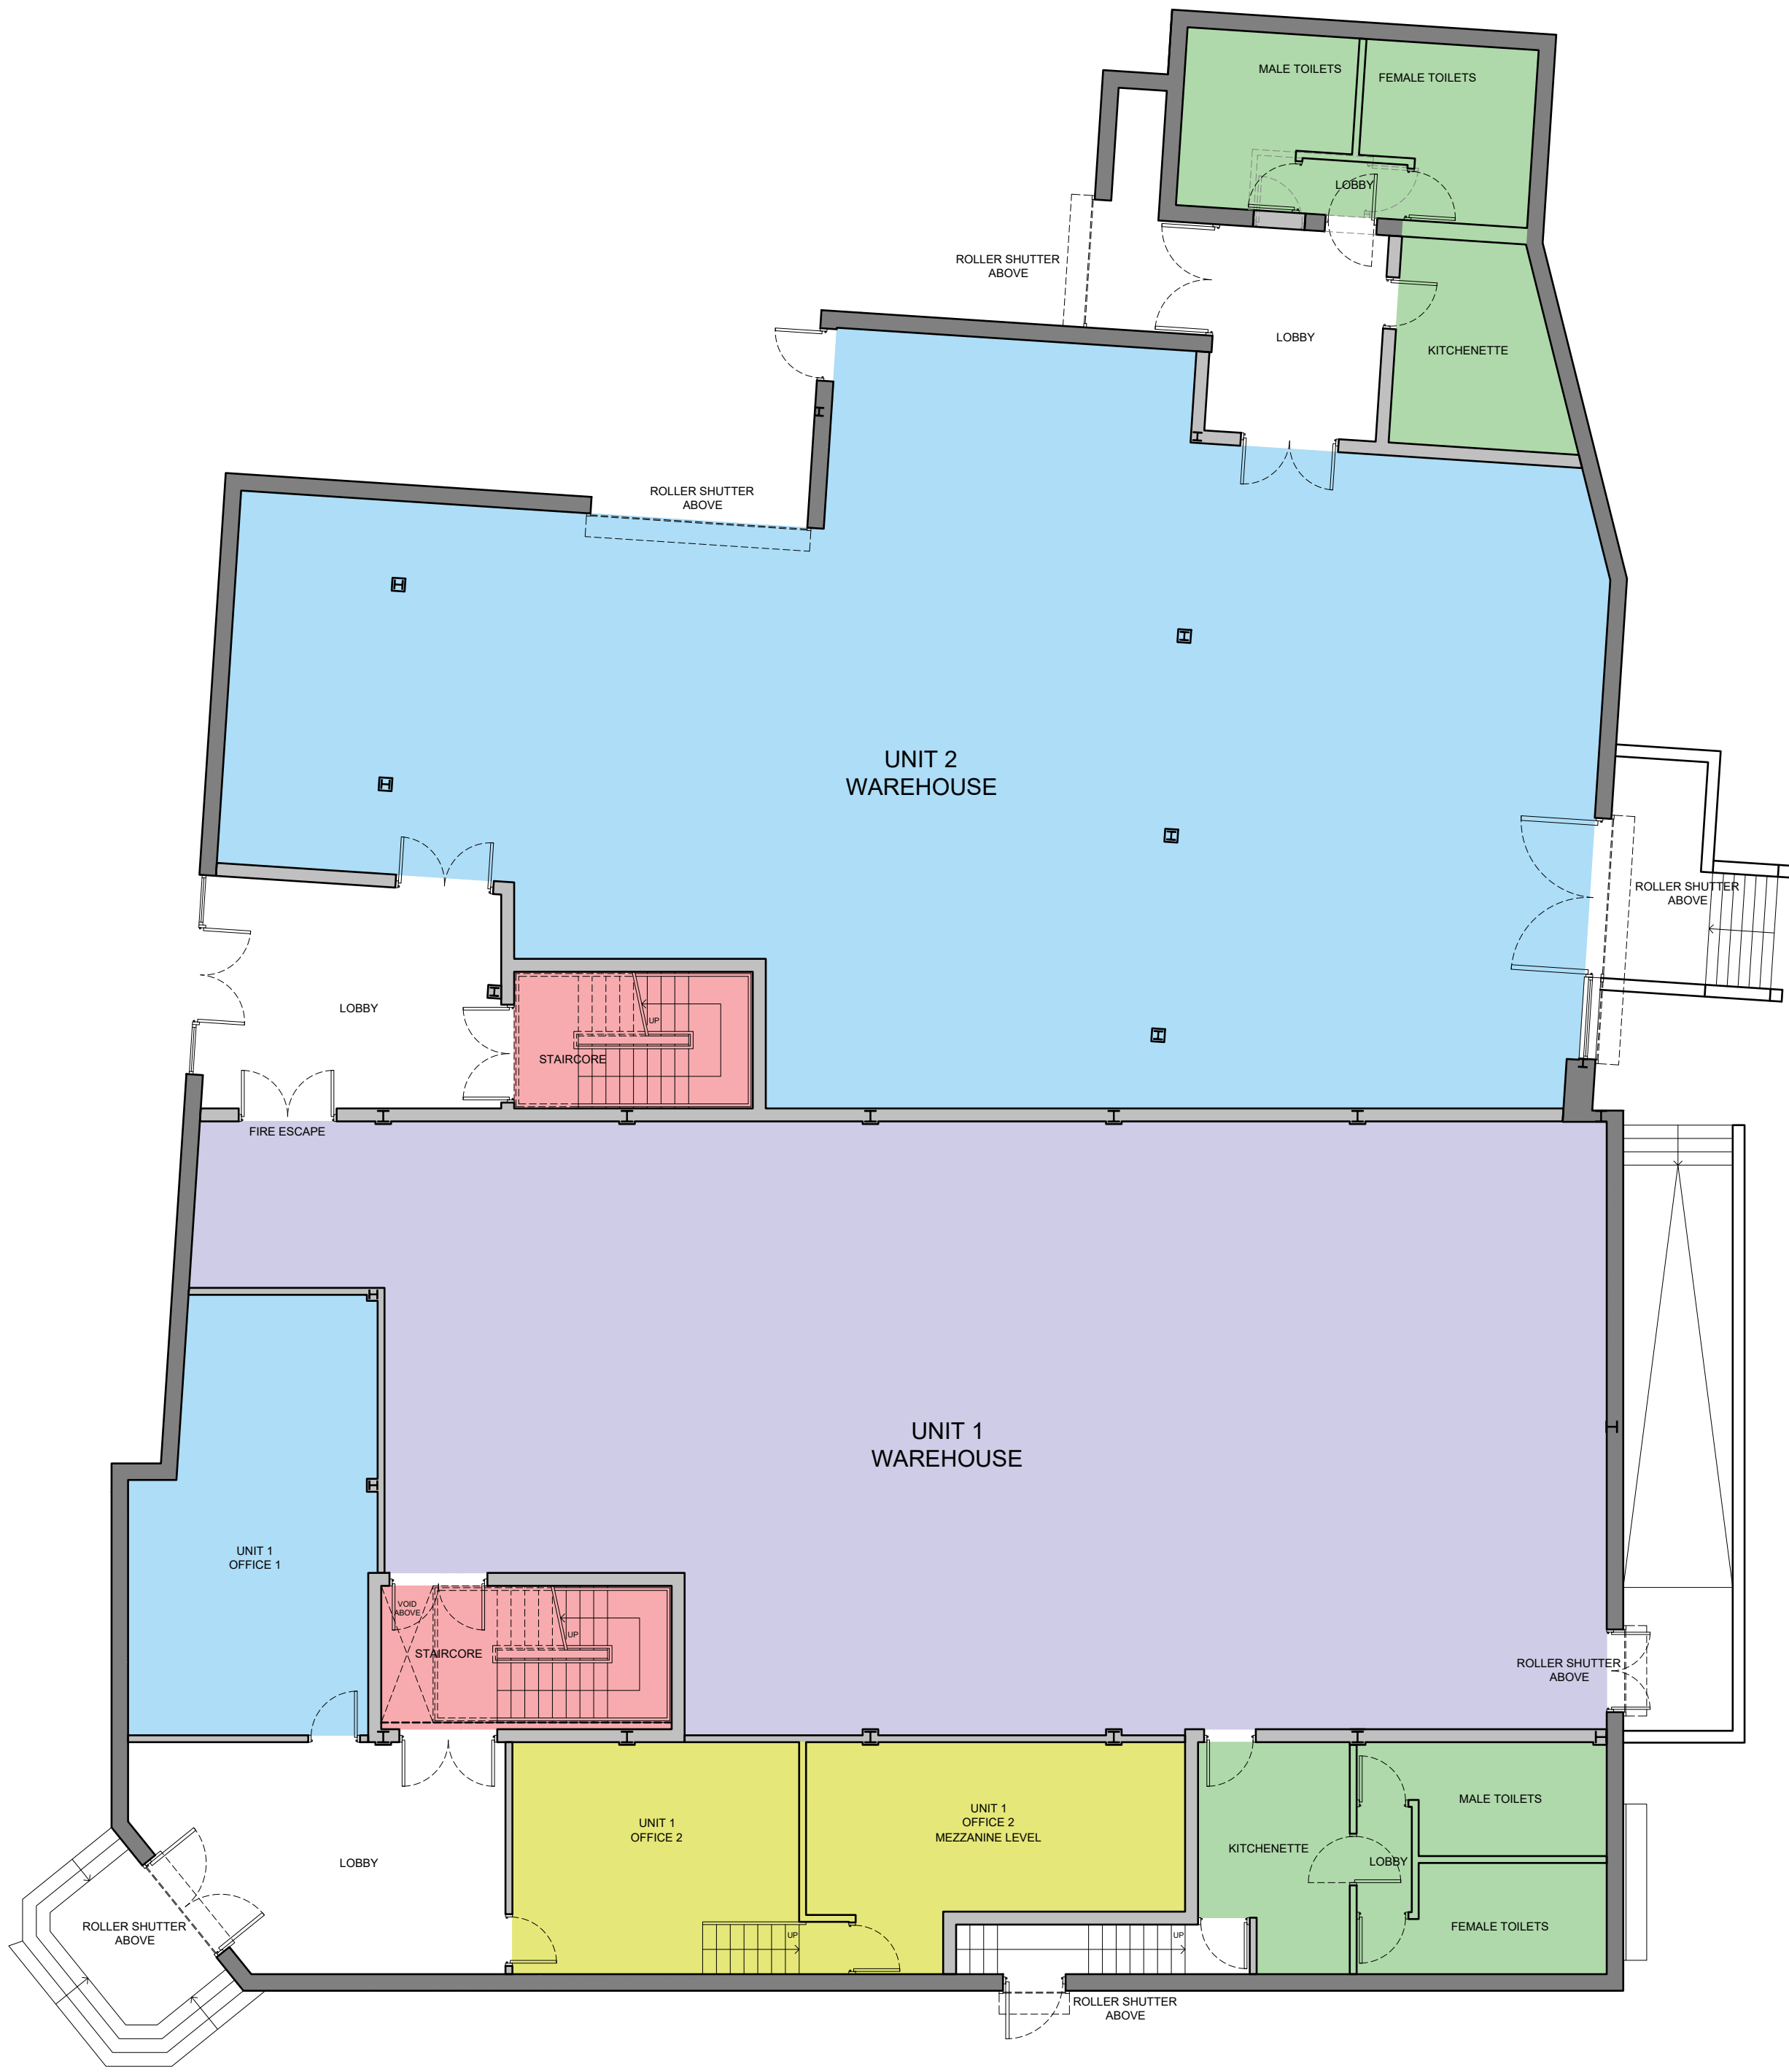 MALE TOILETS
FEMALE TOILETS
LOBBY
ROLLER SHUTTER
ABOVE
LOBBY
KITCHENETTE
ROLLER SHUTTER
ABOVE
UNIT 2
WAREHOUSE
ROLLER SHUTTER
ABOVE
LOBBY
UP
STAIRCORE
FIRE ESCAPE
UNIT 1
WAREHOUSE
UNIT 1
OFFICE 1
VOID
ABOVE
UP
STAIRCORE
ROLLER SHUTTER
ABOVE
MALE TOILETS
UNIT 1
OFFICE 2
MEZZANINE LEVEL
UNIT 1
OFFICE 2
KITCHENETTE
LOBBY
LOBBY
ROLLER SHUTTER
ABOVE
FEMALE TOILETS
UP
UP
ROLLER SHUTTER
ABOVE